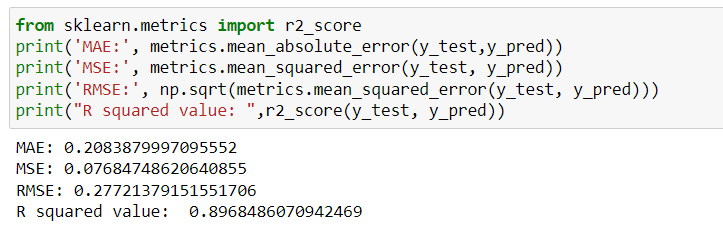 from sklearn.metrics import r2_score
print('MAE:', metrics.mean_absolute_error(y_test,y_pred))
print('MSE:', metrics.mean_squared_error(y_test, y_pred))
print('RMSE:', np.sqrt(metrics.mean_squared_error(y_test, y_pred)))
print("R squared value: ",r2_score(y_test, y_pred))
MAE: 0.2083879997095552
MSE: 0.07684748620640855
RMSE: 0.27721379151551706
R squared value:  0.8968486070942469